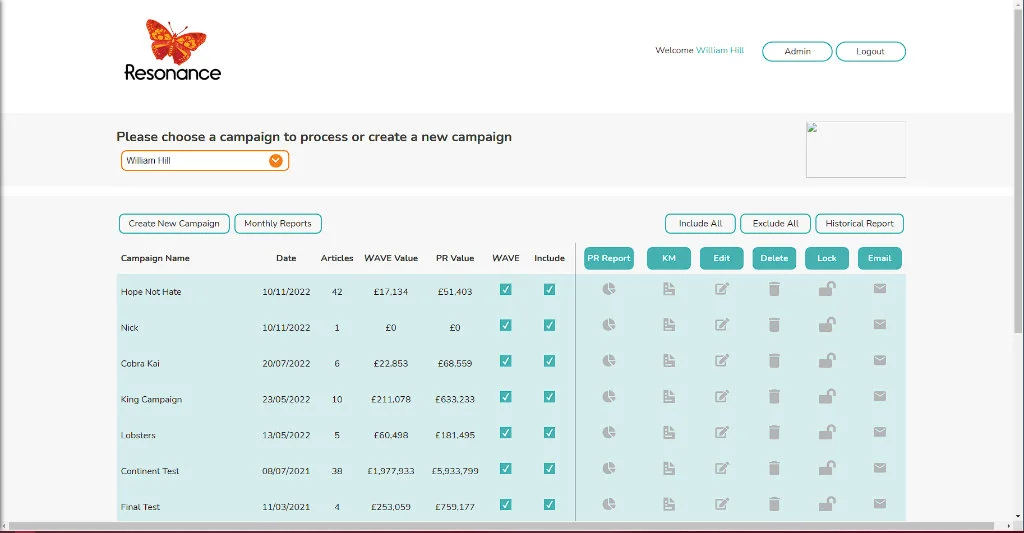 Resonance
Welcome William Hill Admin Logout
Please choose a campaign to process or create a new campaign
William Hill
Create New Campaign Monthly Reports Include All Exclude All Historical Report
Campaign Name Date Articles WAVE Value PR Value WAVE Include PR Report KM Edit Delete Lock Email
Hope Not Hate 10/11/2022 42 £17,134 £51,403
Nick 10/11/2022 1 £0 £0
Cobra Kai 20/07/2022 6 £22,853 £68,559
King Campaign 23/05/2022 10 £211,078 £633,233
Lobsters 13/05/2022 5 £60,498 £181,495
Continent Test 08/07/2021 38 £1,977,933 £5,933,799
Final Test 11/03/2021 4 £253,059 £759,177